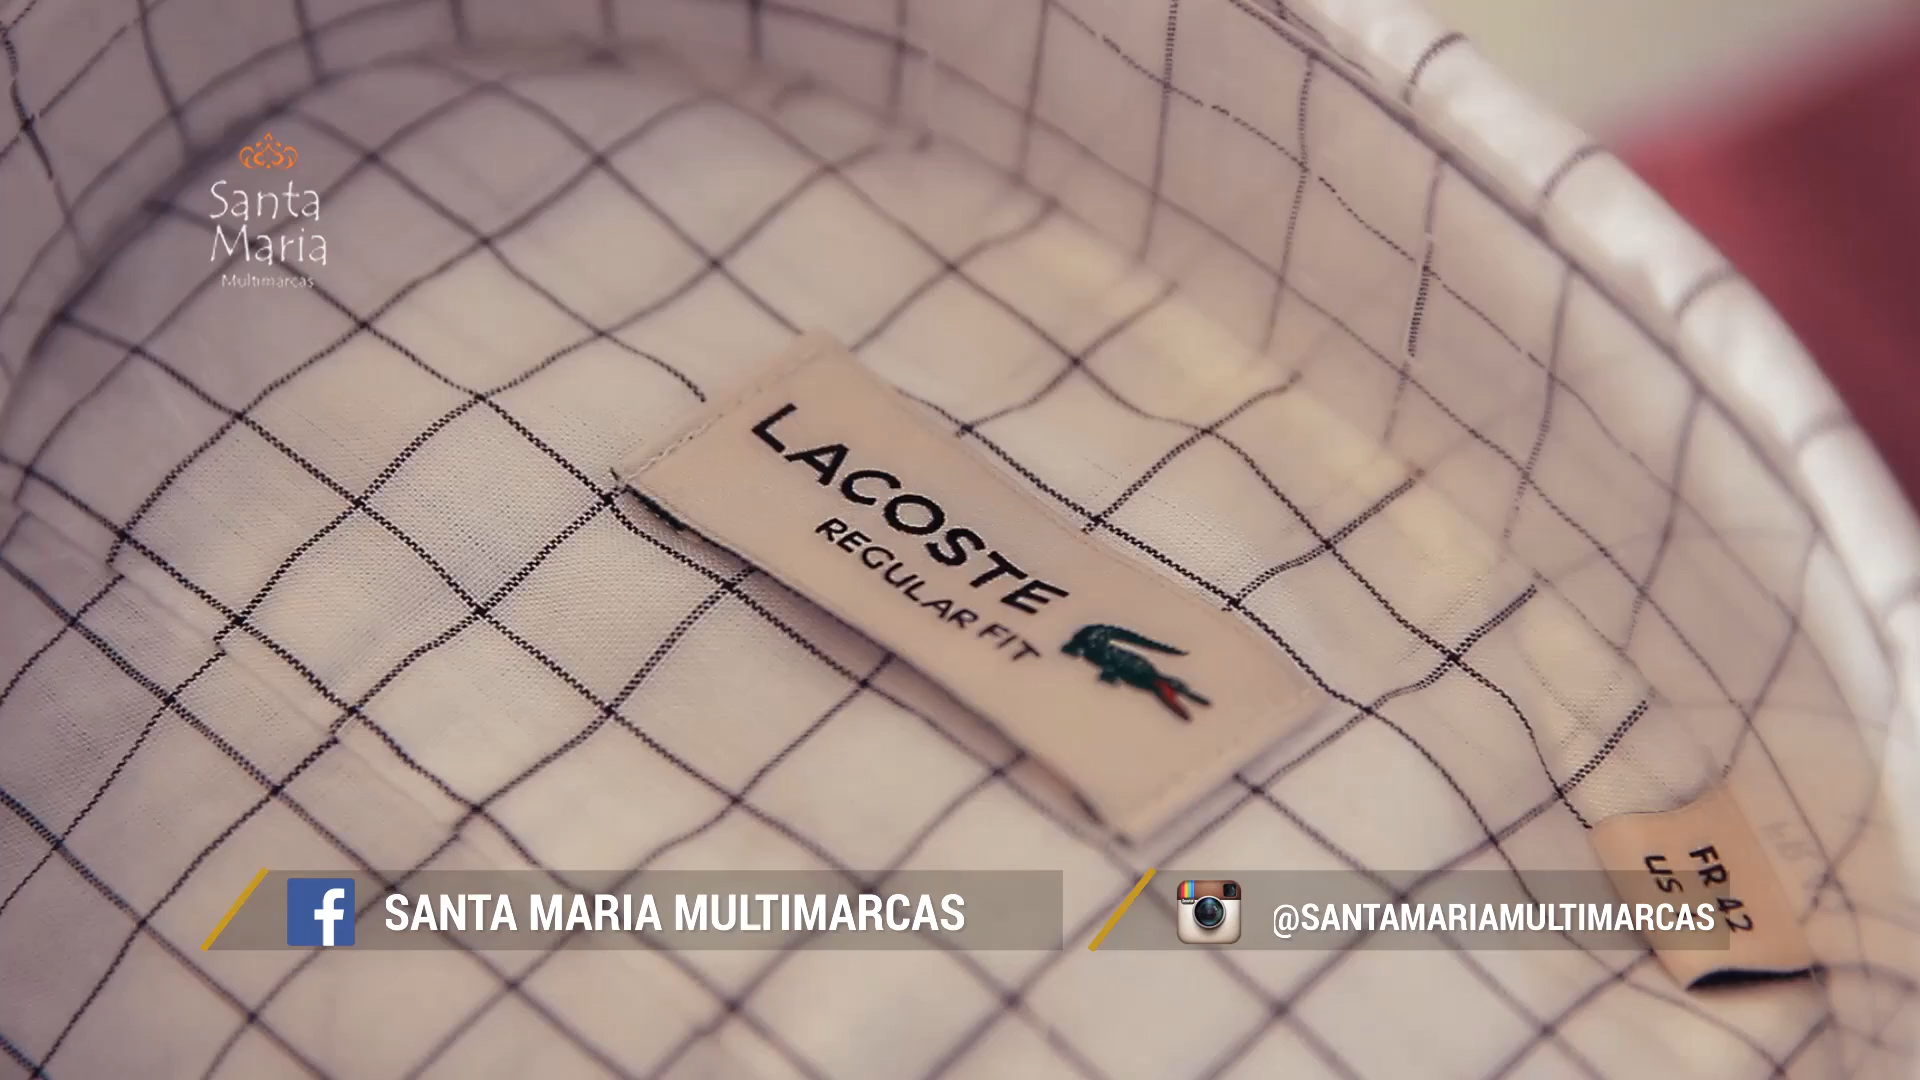 Santa
Maria
Multimarcas
LACOSTE
REGULAR FIT
FR 42
US
SANTA MARIA MULTIMARCAS
@SANTAMARIAMULTIMARCAS